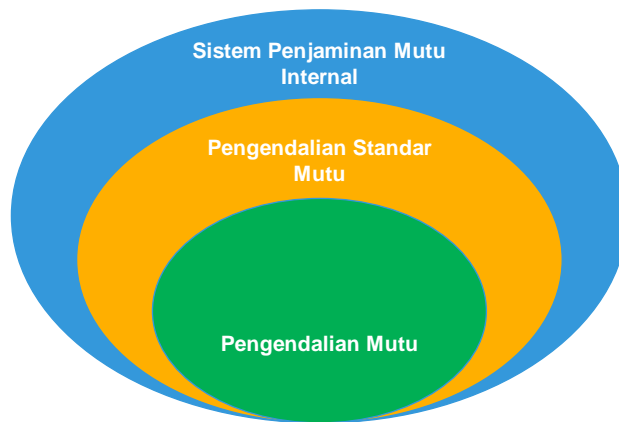 Sistem Penjaminan Mutu
Internal
Pengendalian Standar
Mutu
Pengendalian Mutu